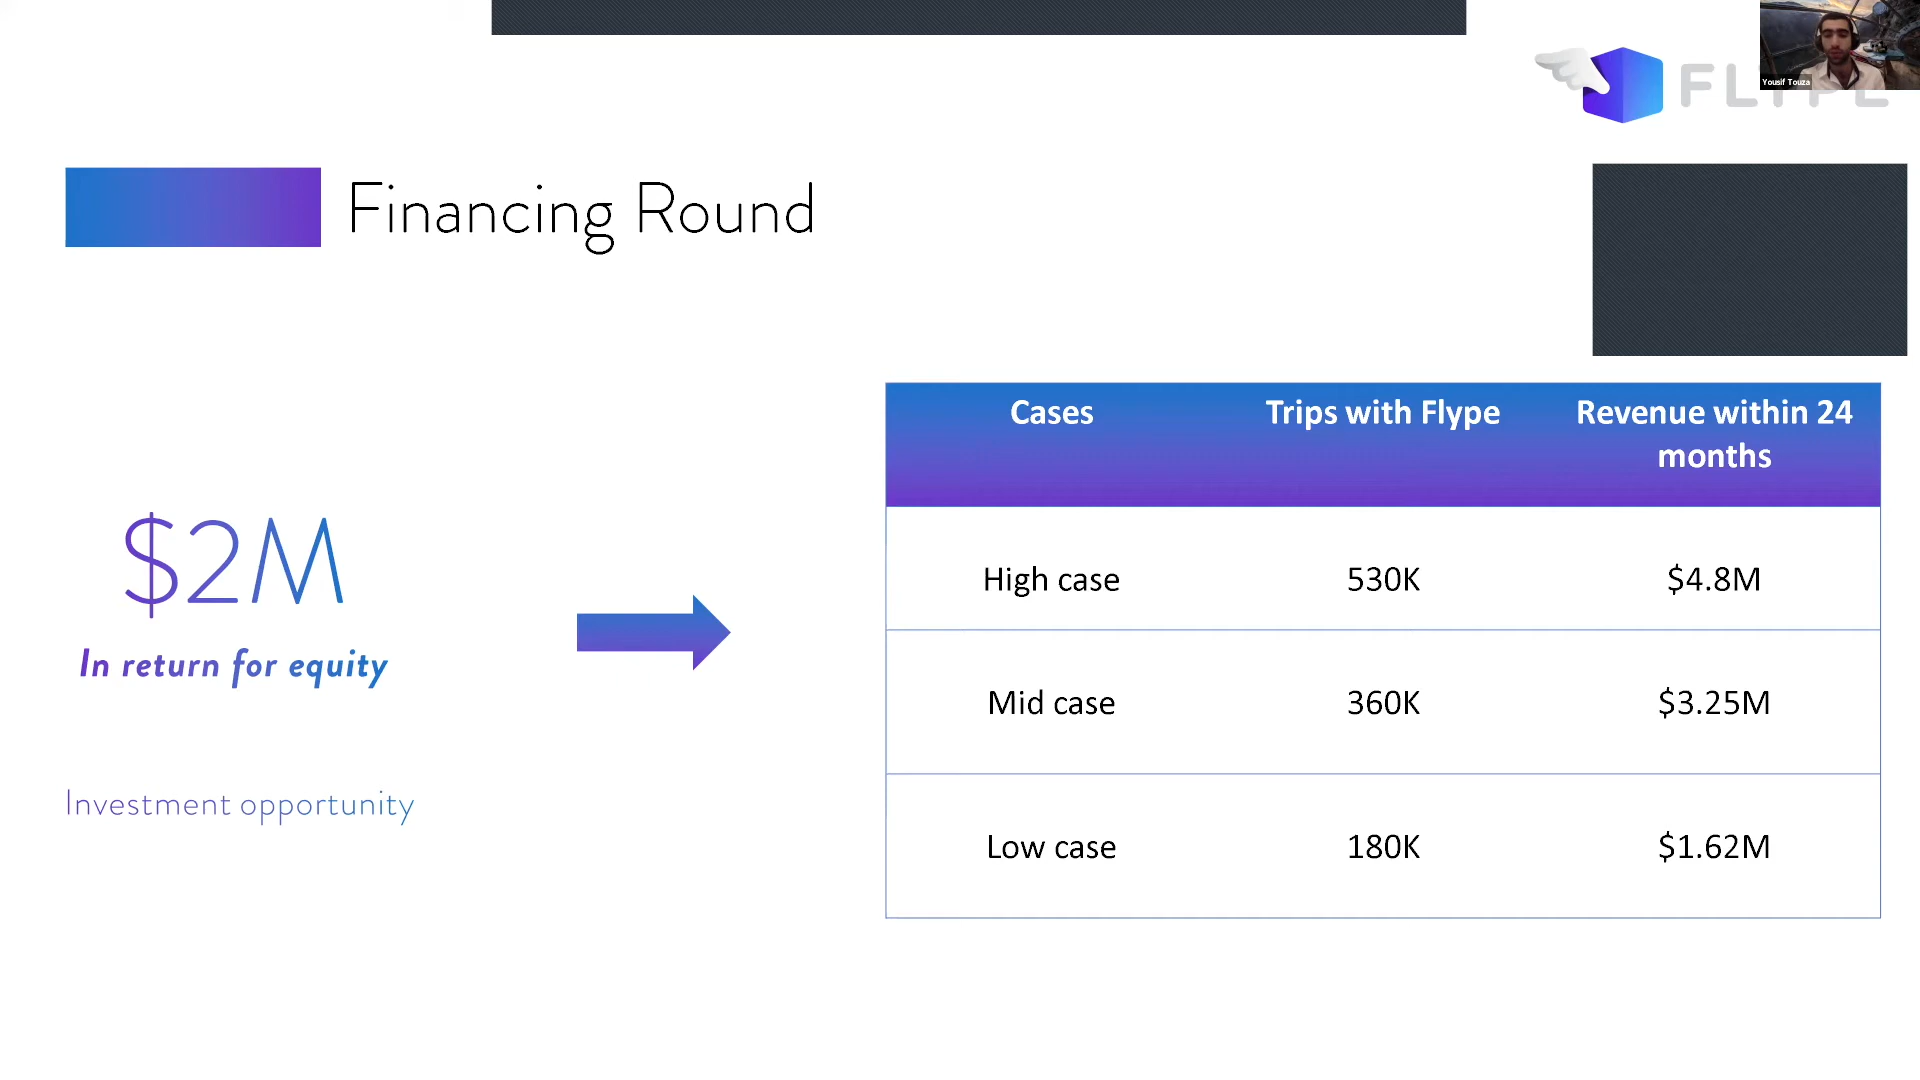 Yousif Touza
FLYPE
Financing Round
$2M
In return for equity
Investment opportunity
Cases Trips with Flype Revenue within 24
months
High case 530K $4.8M
Mid case 360K $3.25M
Low case 180K $1.62M